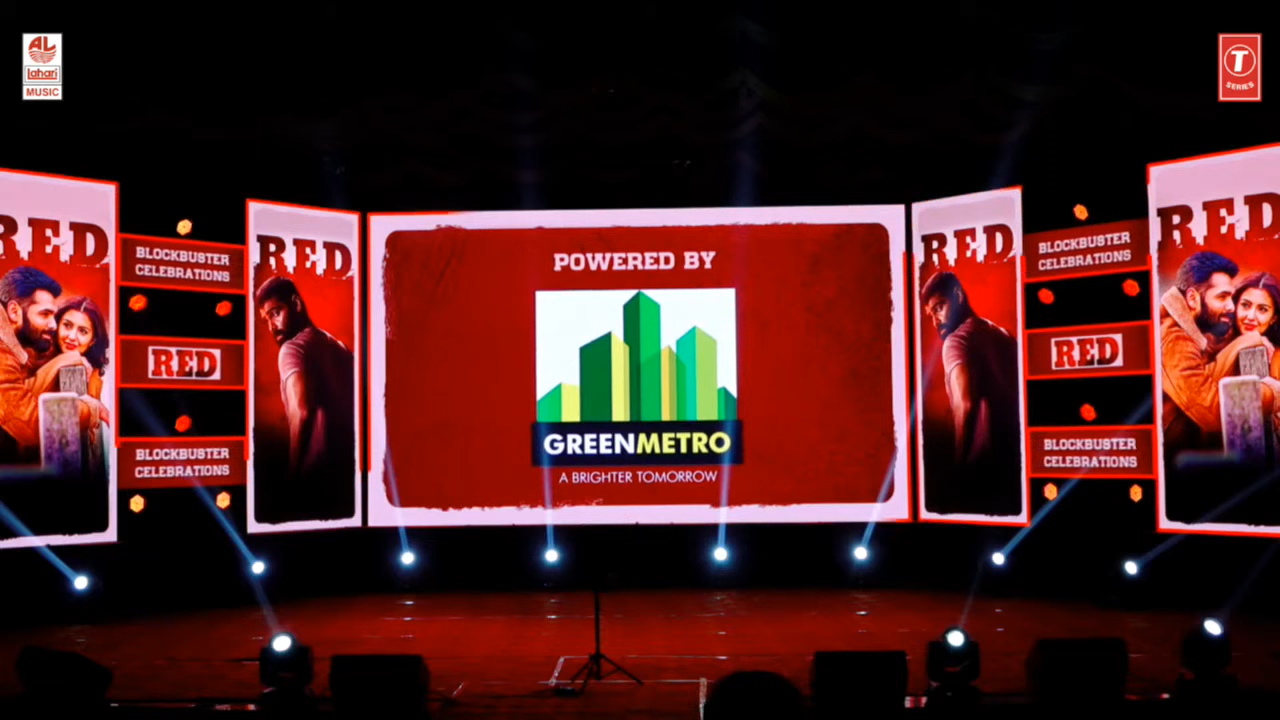 AL
Lahari
MUSIC
T
SERIES
RED
BLOCKBUSTER
CELEBRATIONS
RED
BLOCKBUSTER
CELEBRATIONS
RED
POWERED BY
GREENMETRO
A BRIGHTER TOMORROW
RED
BLOCKBUSTER
CELEBRATIONS
RED
BLOCKBUSTER
CELEBRATIONS
RED